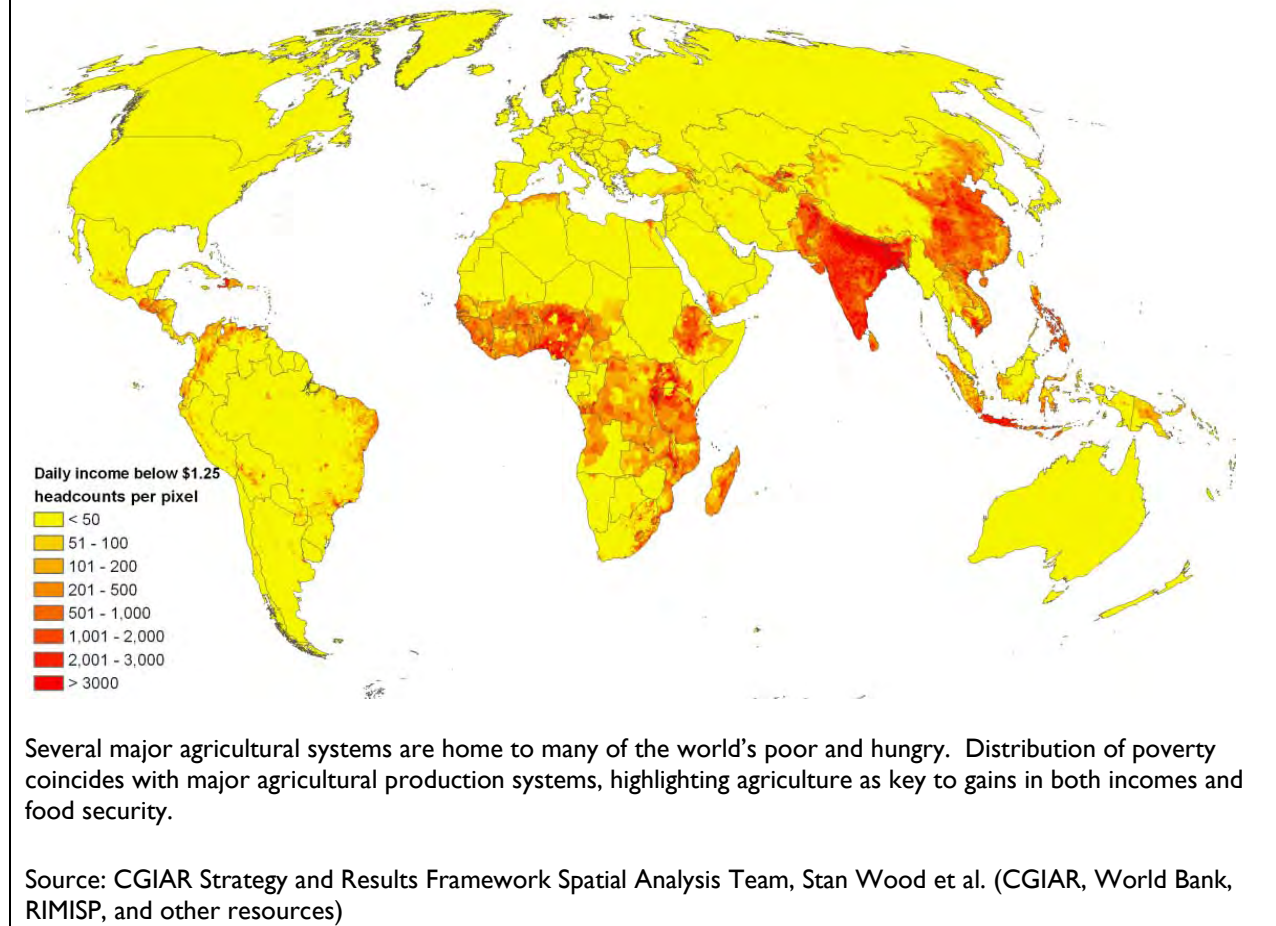 Daily income below $1.25
headcounts per pixel
< 50
51 - 100
101 - 200
201 - 500
501 - 1,000
1,001 - 2,000
2,001 - 3,000
> 3000
Several major agricultural systems are home to many of the world’s poor and hungry.  Distribution of poverty
coincides with major agricultural production systems, highlighting agriculture as key to gains in both incomes and
food security.
Source: CGIAR Strategy and Results Framework Spatial Analysis Team, Stan Wood et al. (CGIAR, World Bank,
RIMISP, and other resources)